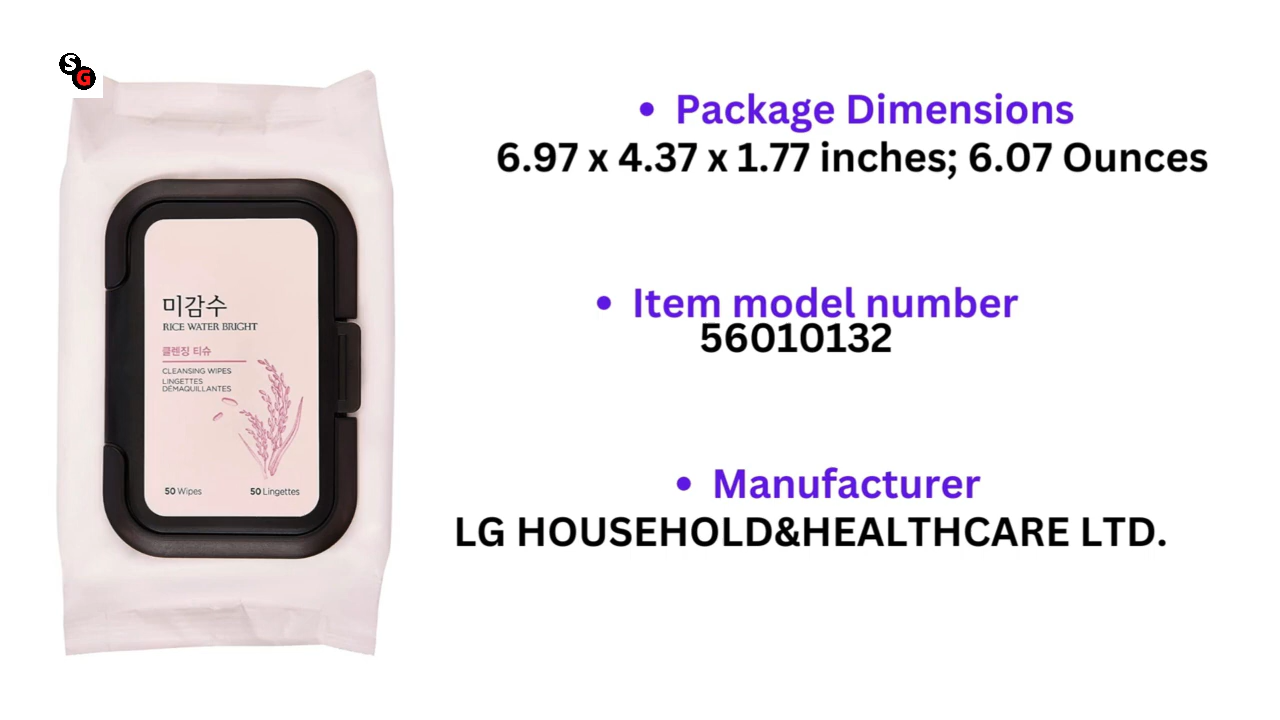 SG
미감수
RICE WATER BRIGHT
클렌징 티슈
CLEANSING WIPES
LINGETTES
DÉMAQUILLANTES
50 Wipes 50 Lingettes
• Package Dimensions
6.97 x 4.37 x 1.77 inches; 6.07 Ounces
• Item model number
56010132
• Manufacturer
LG HOUSEHOLD&HEALTHCARE LTD.